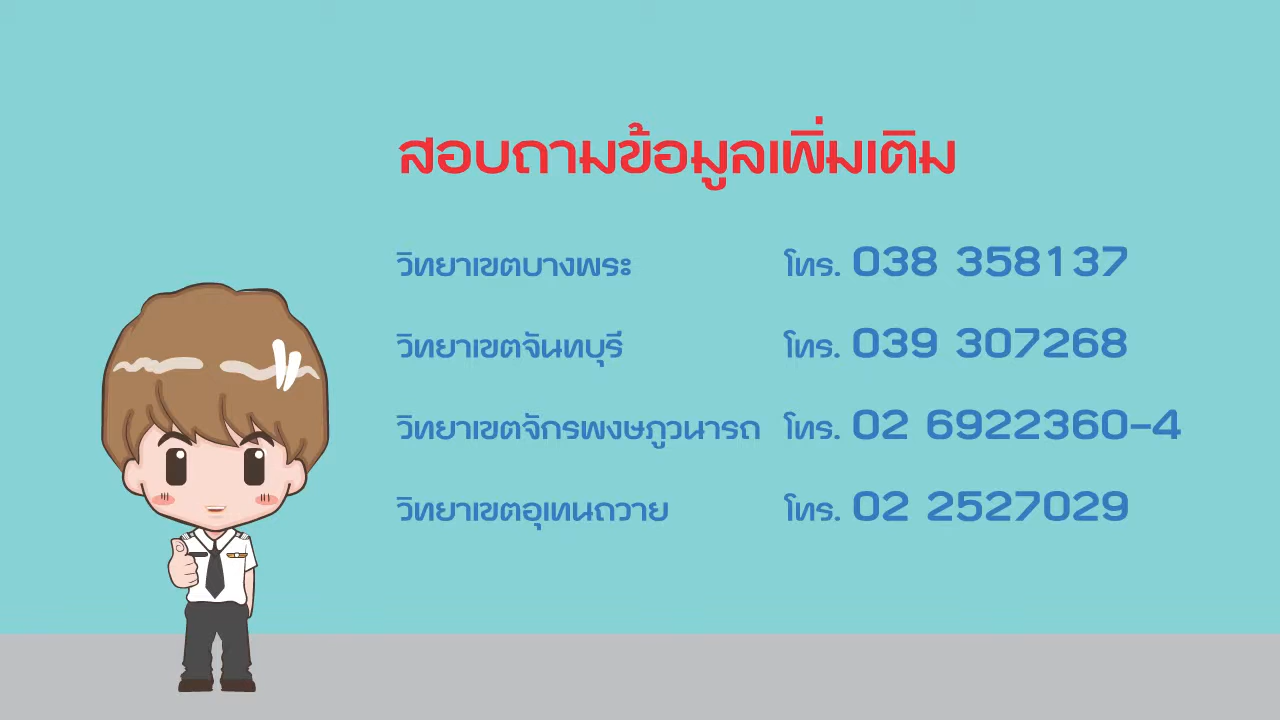 สอบถามข้อมูลเพิ่มเติม
วิทยาเขตบางพระ โทร. 038 358137
วิทยาเขตจันทบุรี โทร. 039 307268
วิทยาเขตจักรพงษภูวนารถ โทร. 02 6922360-4
วิทยาเขตอุเทนถวาย โทร. 02 2527029